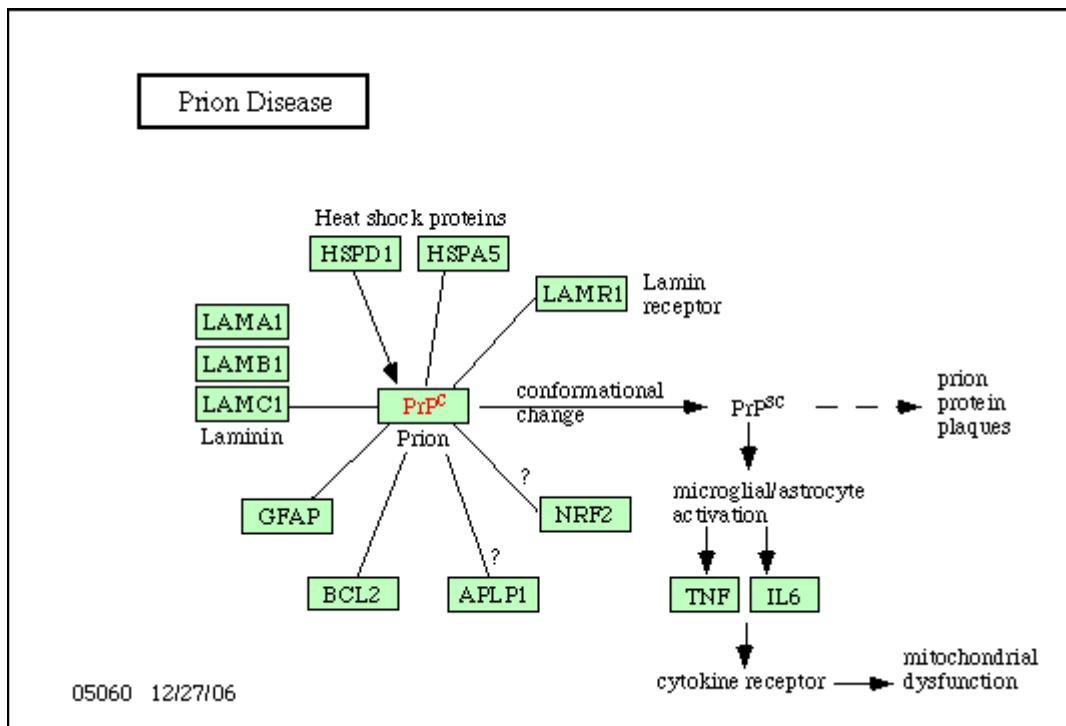 Prion Disease
Heat shock proteins
HSPD1
HSPA5
LAMR1
Lamin
receptor
LAMA1
LAMB1
LAMC1
Laminin
PrPᶜ
Prion
conformational
change
PrPˢᶜ
prion
protein
plaques
?
GFAP
NRF2
microglial/astrocyte
activation
?
BCL2
APLP1
TNF
IL6
cytokine receptor
mitochondrial
dysfunction
05060 12/27/06